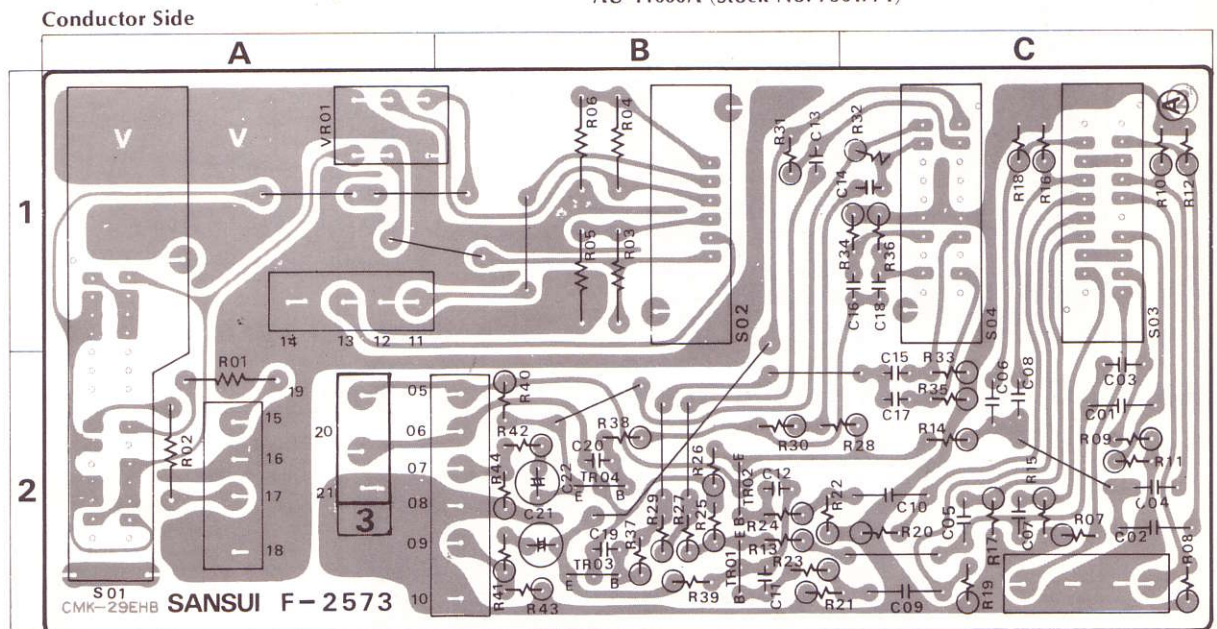 Conductor Side
A B C
1
2
V V
VR01
R06
R04
R31
C13
R32
C14
R18
R16
A
R10
R12
R05
R03
S02
R34
R36
C16
C18
S04
S03
14 13 12 11
R01
19
R02
15
16
17
18
20
21
3
05
06
07
08
09
10
R40
R42
R44
C22
C21
C20
TR04
E B
R38
R41
R43
C19
TR03
E B
R37
R39
R29
R27
R25
R26
TR02
E
B
TR01
E
B
C12
R24
R13
R23
C11
R30
R28
R22
R21
C15
R33
R35
C17
R14
C06
C08
C03
C01
R09
R11
C10
C05
R20
R17
R15
C07
R07
C04
C02
R08
C09
R19
S01
CMK-29EHB SANSUI F-2573